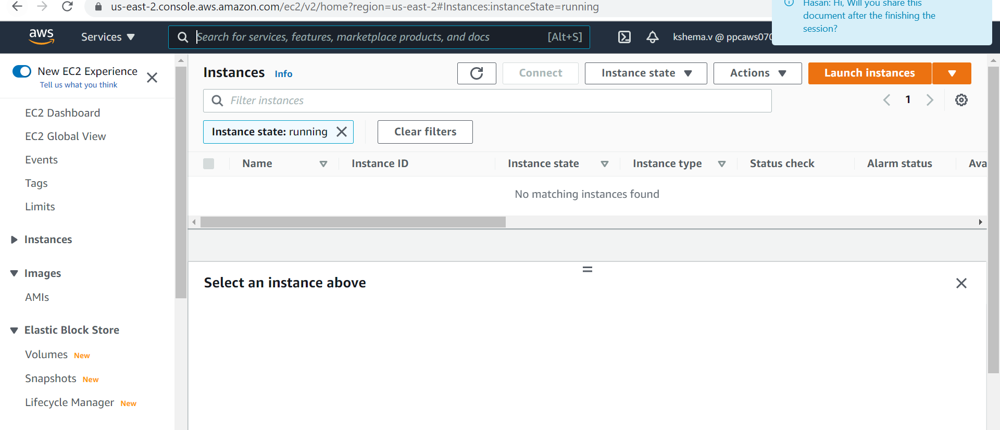 us-east-2.console.aws.amazon.com/ec2/v2/home?region=us-east-2#Instances:instanceState=running
Hasan: Hi, Will you share this
document after the finishing the
session?
aws
Services
Search for services, features, marketplace products, and docs
[Alt+S]
kshema.v @ ppcaws070
New EC2 Experience
Tell us what you think
EC2 Dashboard
EC2 Global View
Events
Tags
Limits
Instances
Images
AMIs
Elastic Block Store
Volumes New
Snapshots New
Lifecycle Manager New
Instances Info
Connect
Instance state
Actions
Launch instances
Filter instances
1
Instance state: running
Clear filters
Name
Instance ID
Instance state
Instance type
Status check
Alarm status
Ava
No matching instances found
Select an instance above